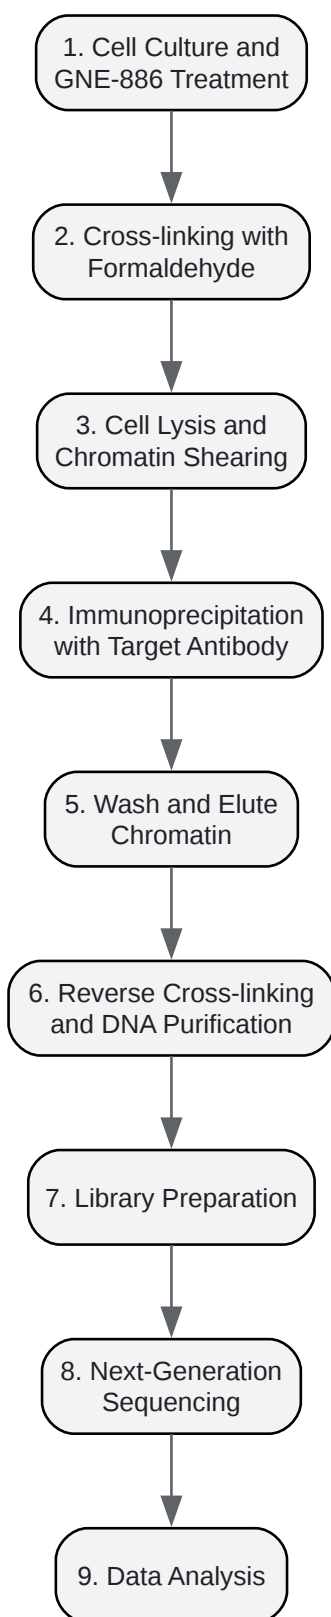 1. Cell Culture and
GNE-886 Treatment
2. Cross-linking with
Formaldehyde
3. Cell Lysis and
Chromatin Shearing
4. Immunoprecipitation
with Target Antibody
5. Wash and Elute
Chromatin
6. Reverse Cross-linking
and DNA Purification
7. Library Preparation
8. Next-Generation
Sequencing
9. Data Analysis